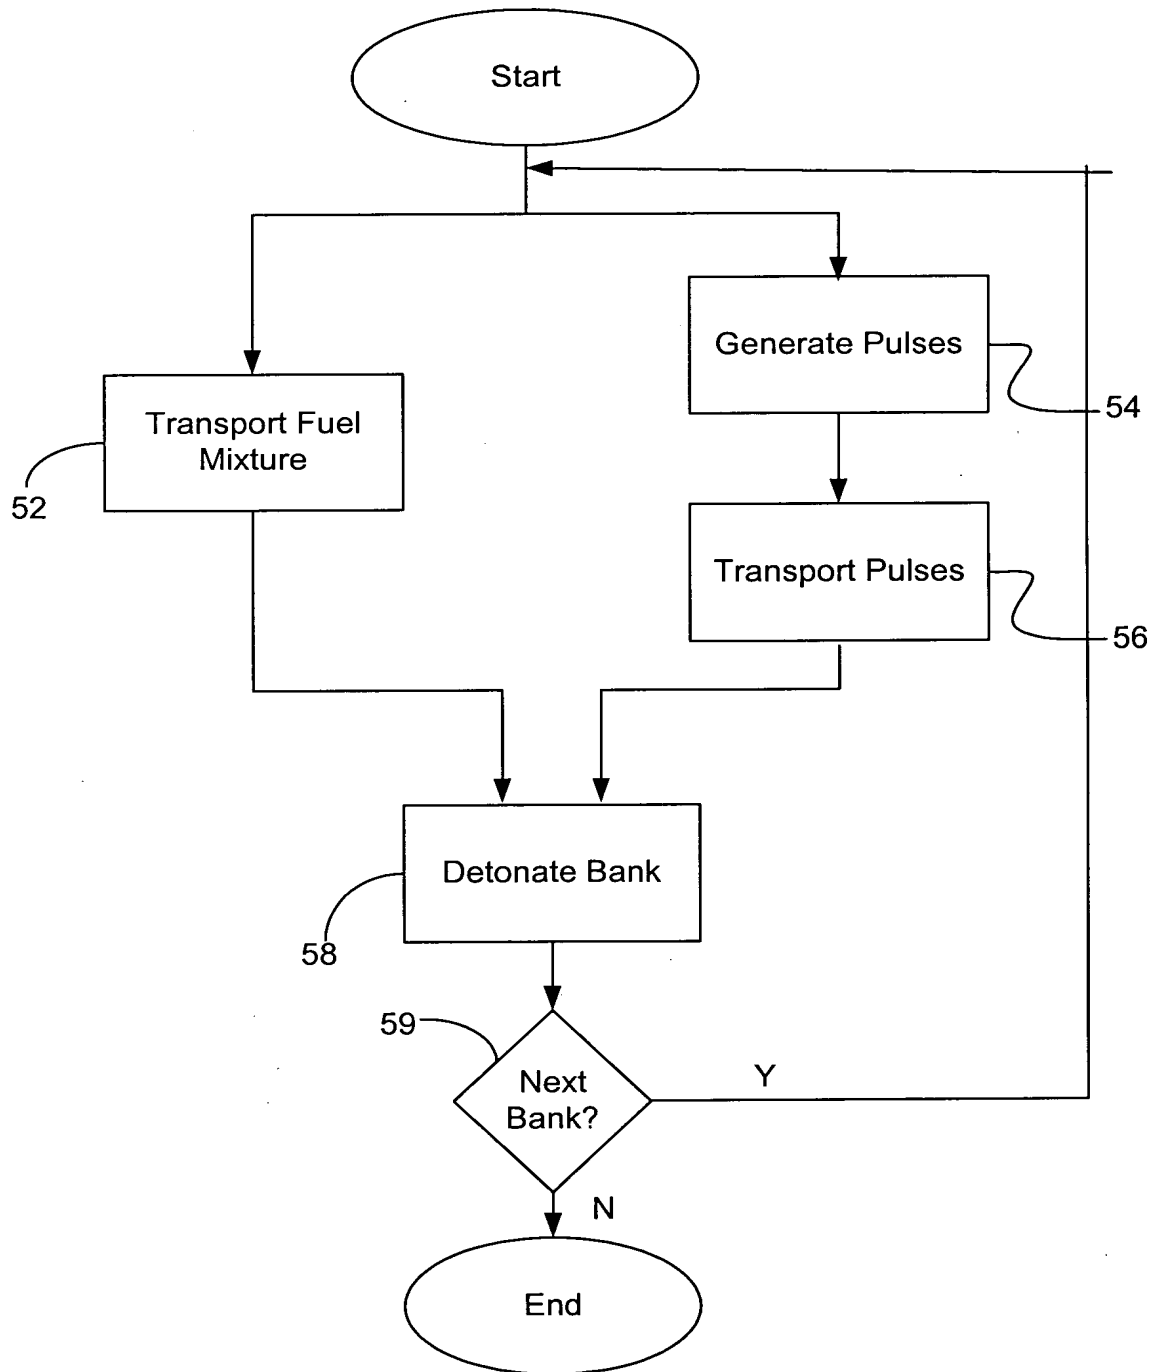 Start
Generate Pulses
54
Transport Fuel
Mixture
52
Transport Pulses
56
Detonate Bank
58
59
Next
Bank?
Y
N
End